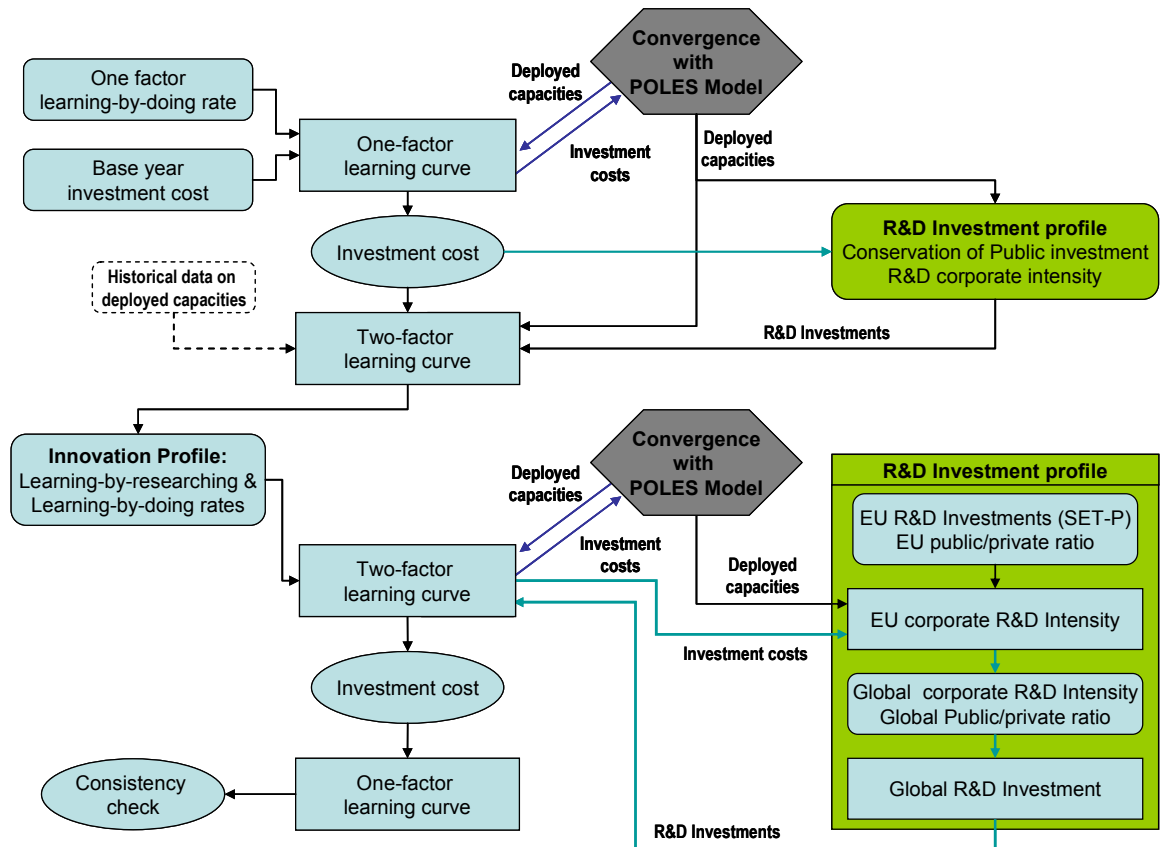 Convergence
with
POLES Model
One factor
learning-by-doing rate
Deployed
capacities
Base year
investment cost
One-factor
learning curve
Investment
costs
Deployed
capacities
Investment cost
R&D Investment profile
Conservation of Public investment
R&D corporate intensity
Historical data on
deployed capacities
Two-factor
learning curve
R&D Investments
Innovation Profile:
Learning-by-researching &
Learning-by-doing rates
Convergence
with
POLES Model
Deployed
capacities
R&D Investment profile
EU R&D Investments (SET-P)
EU public/private ratio
Two-factor
learning curve
Investment
costs
Deployed
capacities
EU corporate R&D Intensity
Investment costs
Investment cost
Global  corporate R&D Intensity
Global Public/private ratio
Consistency
check
One-factor
learning curve
Global R&D Investment
R&D Investments